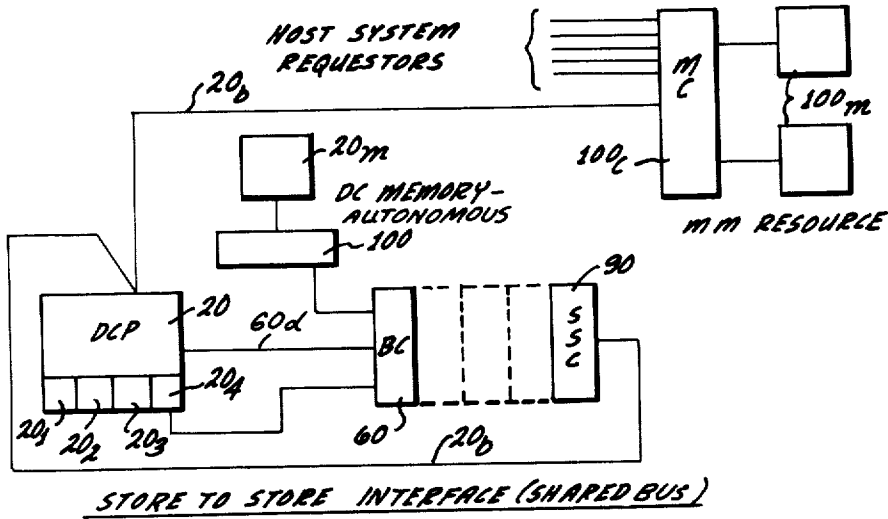 HOST SYSTEM
REQUESTORS
MC
20b
100m
20m
100c
DC MEMORY-
AUTONOMOUS
100
MM RESOURCE
90
20
DCP
60d
BC
SSC
204
201
202
203
60
20b
STORE TO STORE INTERFACE (SHARED BUS)